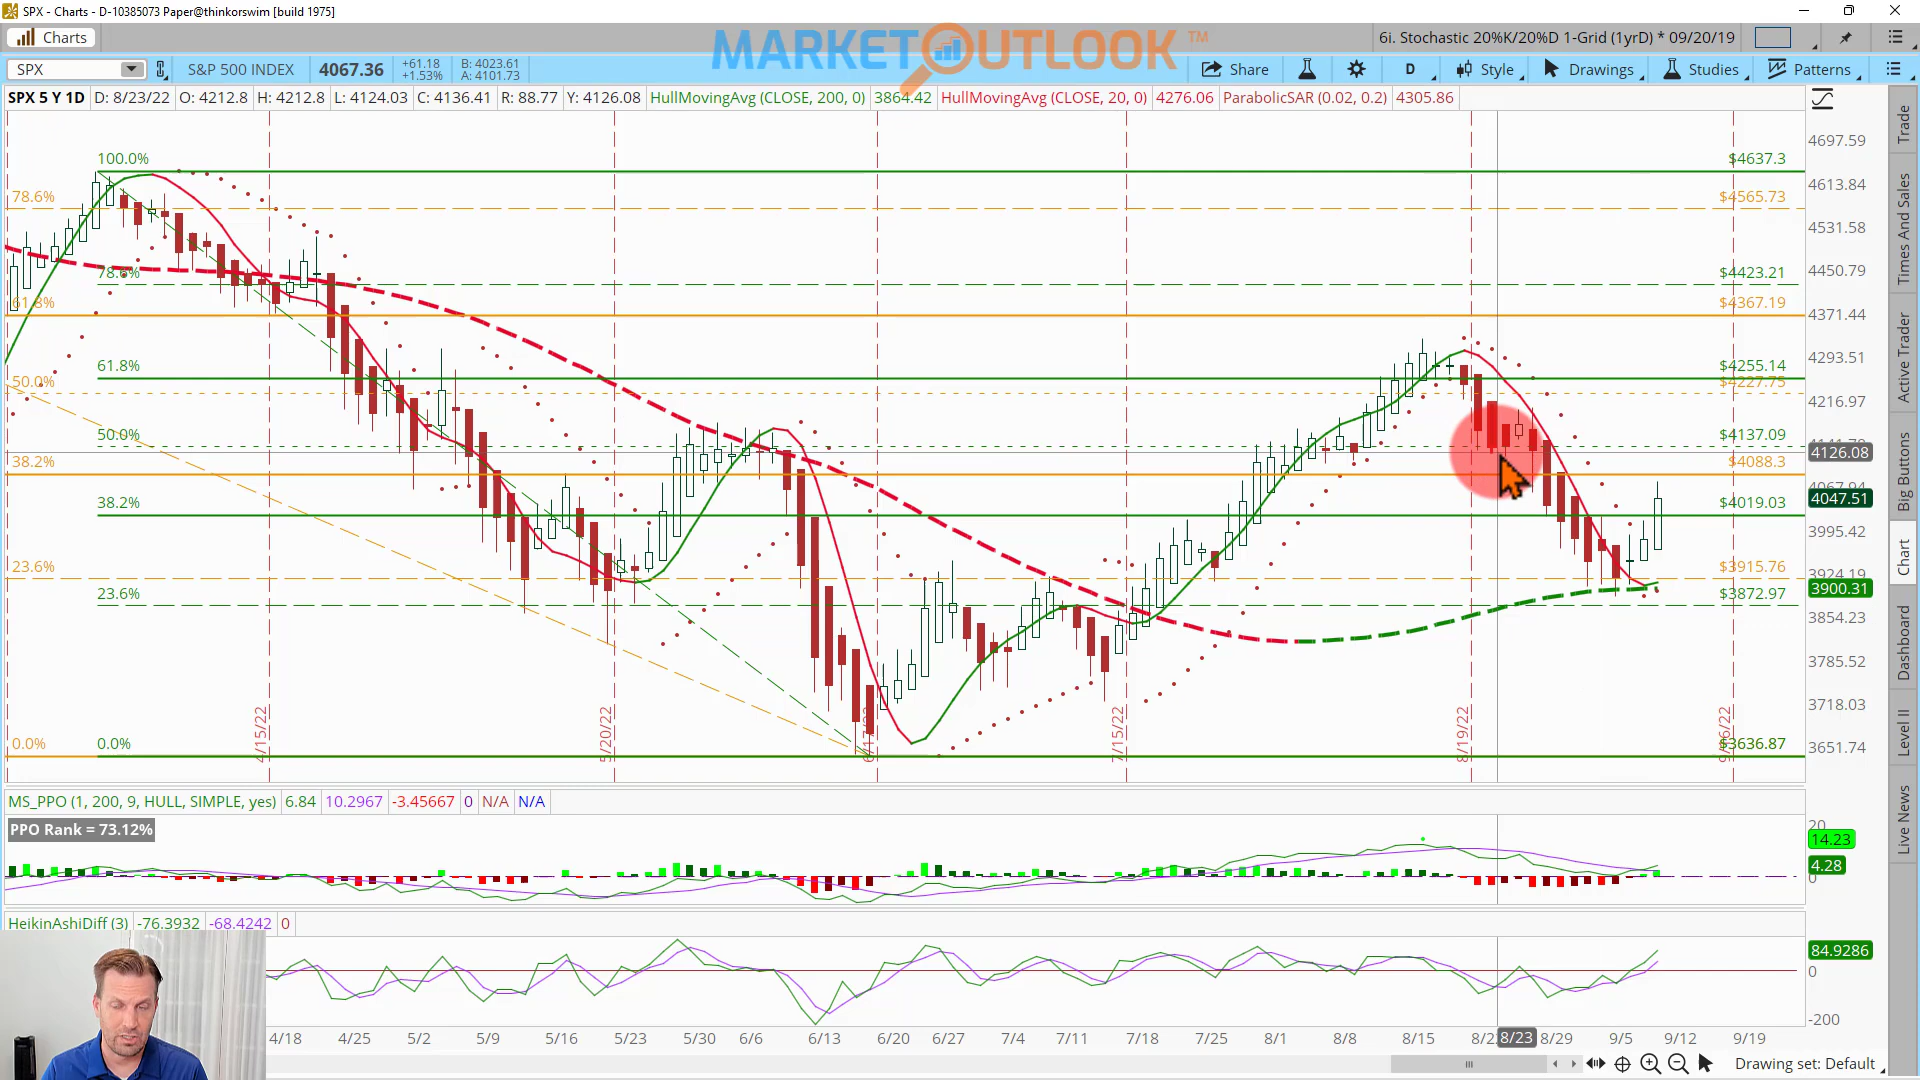 SPX - Charts - D-10385073 Paper@thinkorswim [build 1975]
Charts
MARKET OUTLOOK ™
6i. Stochastic 20%K/20%D 1-Grid (1yrD) * 09/20/19
SPX
S&P 500 INDEX
4067.36
+61.18
+1.53%
B: 4023.61
A: 4101.73
Share
D
Style
Drawings
Studies
Patterns
SPX 5 Y 1D D: 8/23/22 O: 4212.8 H: 4212.8 L: 4124.03 C: 4136.41 R: 88.77 Y: 4126.08 HullMovingAvg (CLOSE, 200, 0) 3864.42 HullMovingAvg (CLOSE, 20, 0) 4276.06 ParabolicSAR (0.02, 0.2) 4305.86
4697.59
100.0%
$4637.3
4613.84
78.6%
$4565.73
4531.58
78.6%
$4423.21
4450.79
61.8%
$4367.19
4371.44
61.8%
$4255.14
4293.51
50.0%
$4227.75
4216.97
50.0%
$4137.09
4126.08
38.2%
$4088.3
4047.51
38.2%
$4019.03
3995.42
23.6%
$3915.76
3924.19
3900.31
23.6%
$3872.97
3854.23
3785.52
3718.03
0.0%
0.0%
$3636.87
3651.74
4/15/22
5/20/22
7/15/22
8/19/22
MS_PPO (1, 200, 9, HULL, SIMPLE, yes) 6.84 10.2967 -3.45667 0 N/A N/A
PPO Rank = 73.12%
20
14.23
4.28
0
HeikinAshiDiff (3) -76.3932 -68.4242 0
84.9286
0
-200
4/18 4/25 5/2 5/9 5/16 5/23 5/30 6/6 6/13 6/20 6/27 7/4 7/11 7/18 7/25 8/1 8/8 8/15 8/23 8/29 9/5 9/12 9/19
Drawing set: Default
Trade
Times And Sales
Active Trader
Big Buttons
Chart
Dashboard
Level II
Live News